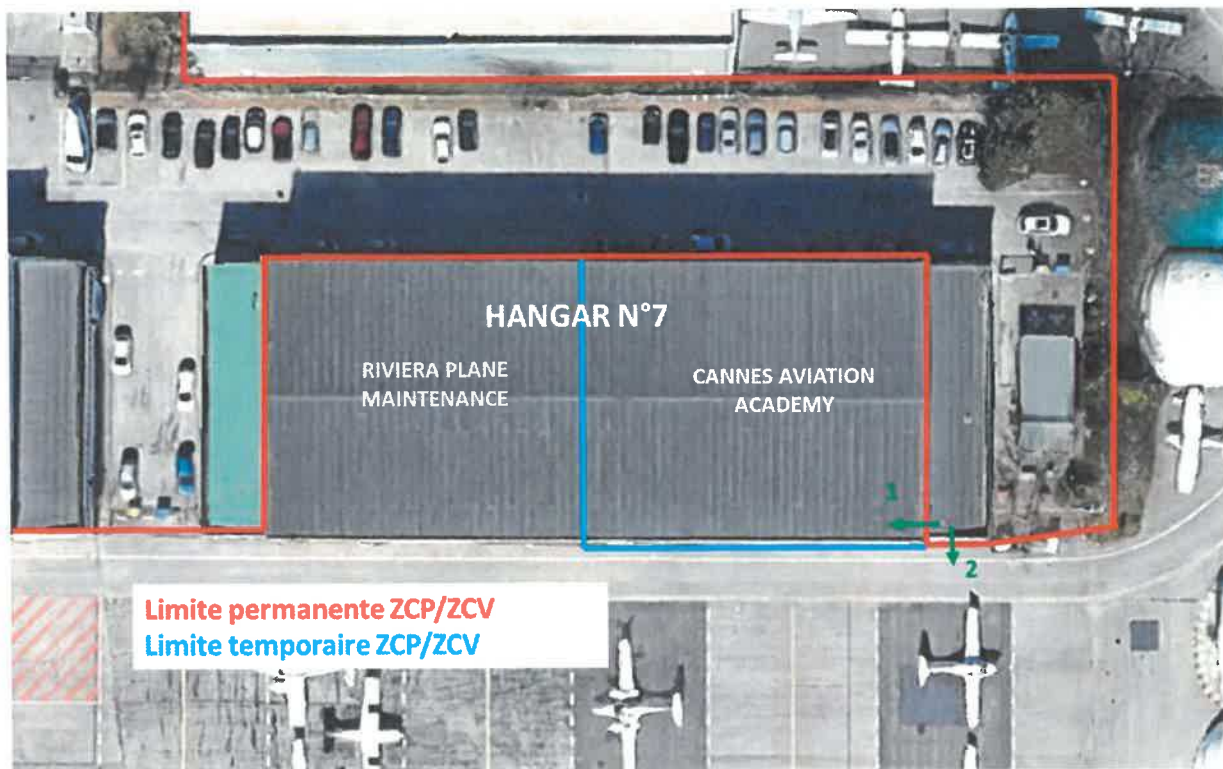 HANGAR N°7
RIVIERA PLANE
MAINTENANCE
CANNES AVIATION
ACADEMY
1
2
Limite permanente ZCP/ZCV
Limite temporaire ZCP/ZCV